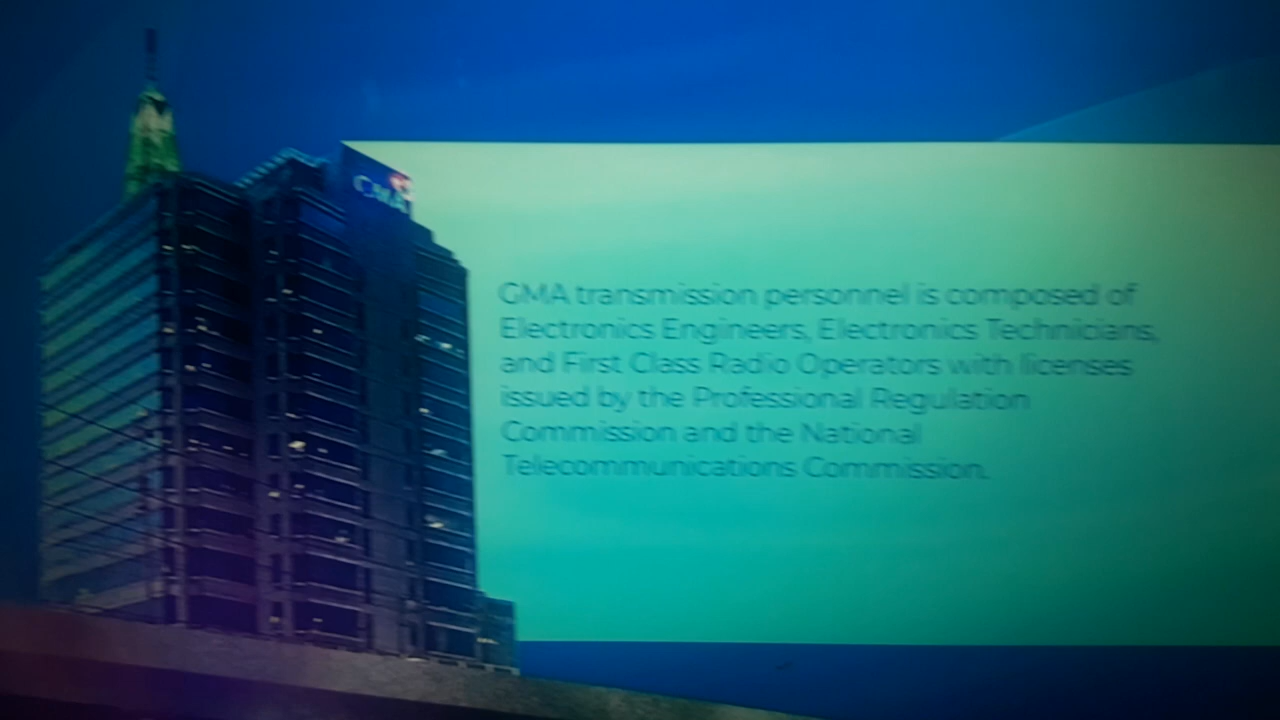 GMA
GMA transmission personnel is composed of
Electronics Engineers, Electronics Technicians,
and First Class Radio Operators with licenses
issued by the Professional Regulation
Commission and the National
Telecommunications Commission.